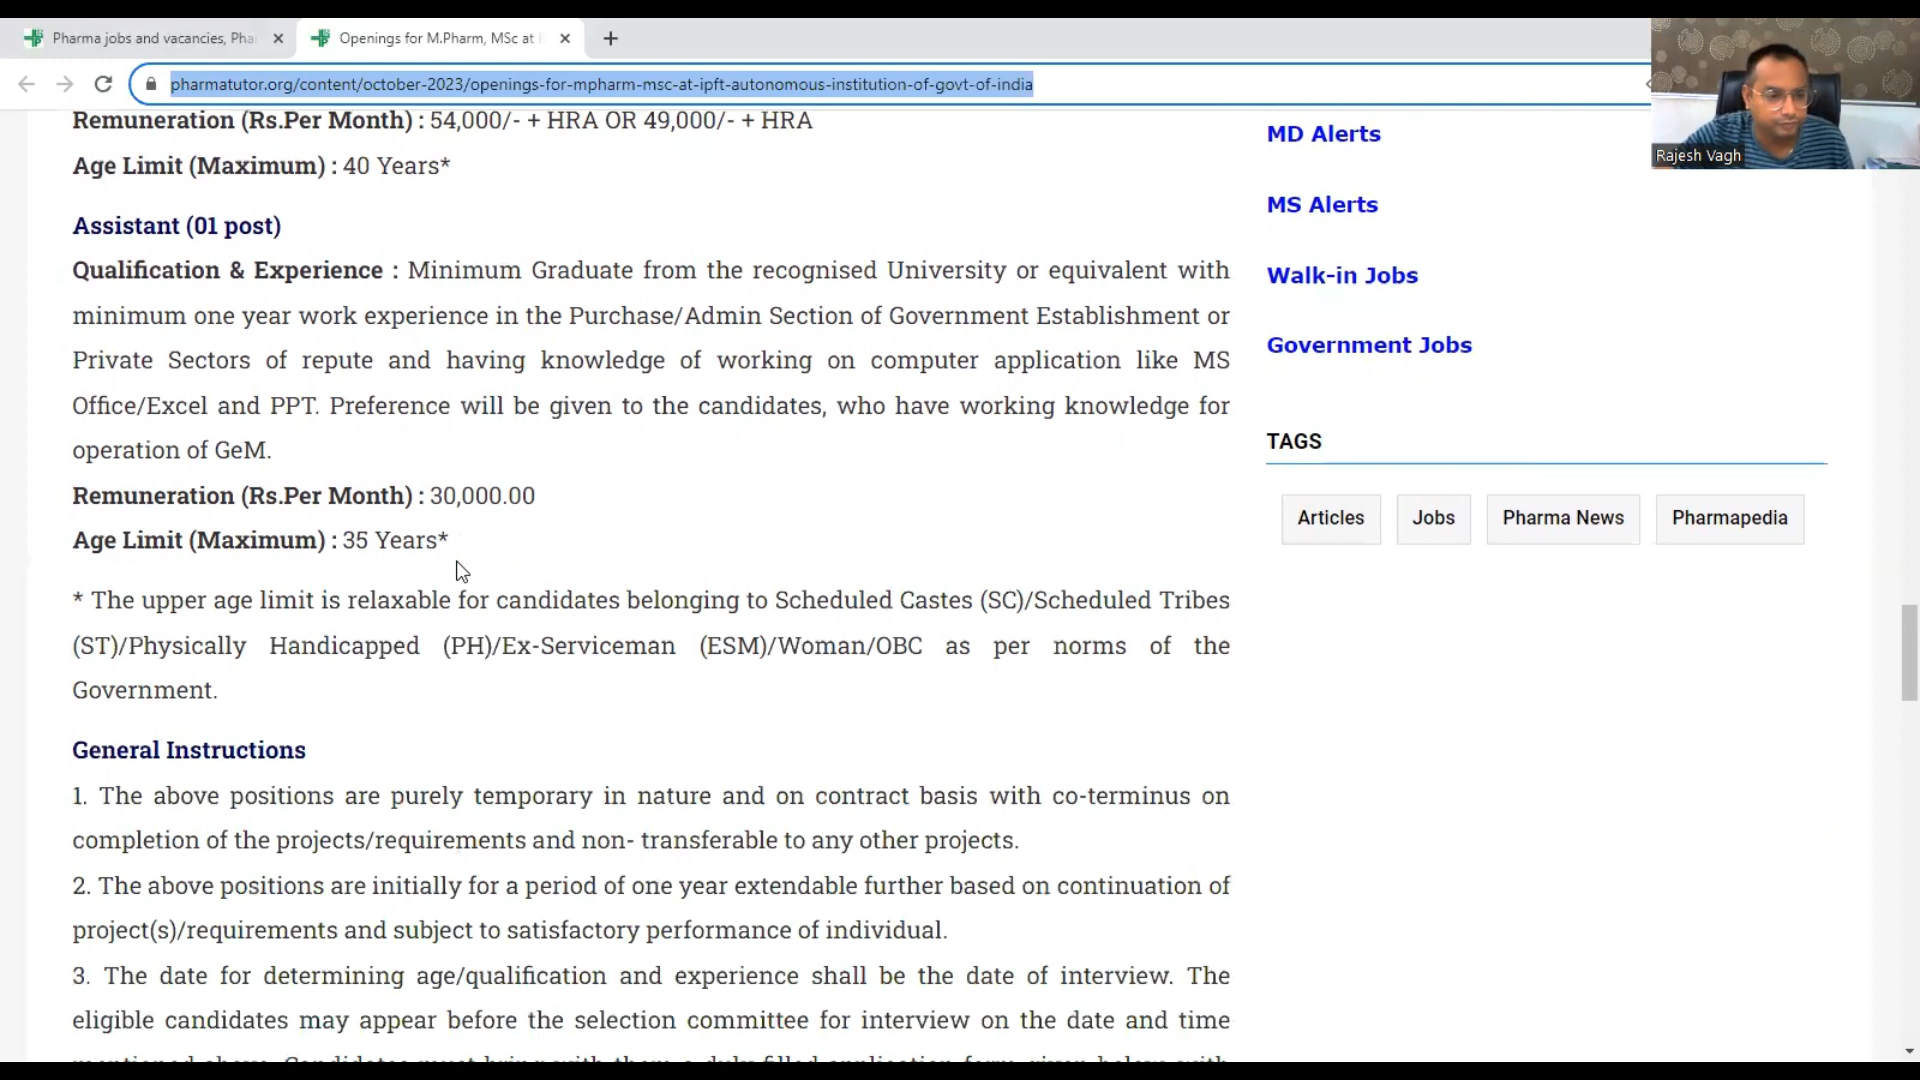 Pharma jobs and vacancies, Pha
Openings for M.Pharm, MSc at
pharmatutor.org/content/october-2023/openings-for-mpharm-msc-at-ipft-autonomous-institution-of-govt-of-india
Rajesh Vagh
Remuneration (Rs.Per Month) : 54,000/- + HRA OR 49,000/- + HRA
Age Limit (Maximum) : 40 Years*
Assistant (01 post)
Qualification & Experience : Minimum Graduate from the recognised University or equivalent with
minimum one year work experience in the Purchase/Admin Section of Government Establishment or
Private Sectors of repute and having knowledge of working on computer application like MS
Office/Excel and PPT. Preference will be given to the candidates, who have working knowledge for
operation of GeM.
Remuneration (Rs.Per Month) : 30,000.00
Age Limit (Maximum) : 35 Years*
* The upper age limit is relaxable for candidates belonging to Scheduled Castes (SC)/Scheduled Tribes
(ST)/Physically Handicapped (PH)/Ex-Serviceman (ESM)/Woman/OBC as per norms of the
Government.
General Instructions
1. The above positions are purely temporary in nature and on contract basis with co-terminus on
completion of the projects/requirements and non- transferable to any other projects.
2. The above positions are initially for a period of one year extendable further based on continuation of
project(s)/requirements and subject to satisfactory performance of individual.
3. The date for determining age/qualification and experience shall be the date of interview. The
eligible candidates may appear before the selection committee for interview on the date and time
MD Alerts
MS Alerts
Walk-in Jobs
Government Jobs
TAGS
Articles
Jobs
Pharma News
Pharmapedia